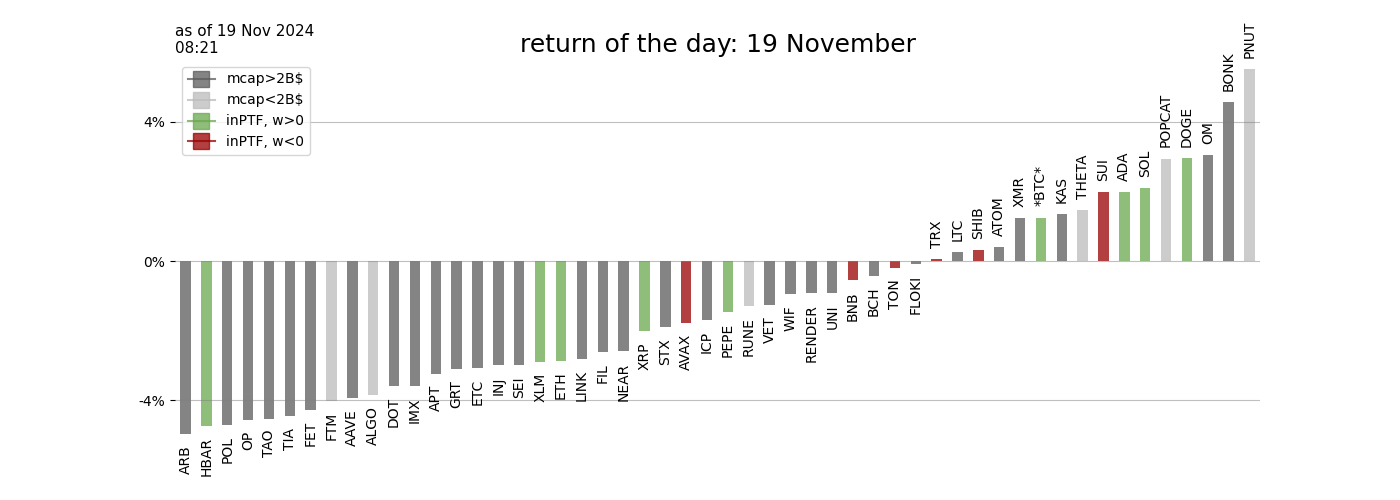 as of 19 Nov 2024
08:21
return of the day: 19 November
mcap>2B$
mcap<2B$
inPTF, w>0
inPTF, w<0
4%
0%
-4%
ARB
HBAR
POL
OP
TAO
TIA
FET
FTM
AAVE
ALGO
DOT
IMX
APT
GRT
ETC
INJ
SEI
XLM
ETH
LINK
FIL
NEAR
XRP
STX
AVAX
ICP
PEPE
RUNE
VET
WIF
RENDER
UNI
BNB
BCH
TON
FLOKI
TRX
LTC
SHIB
ATOM
XMR
*BTC*
KAS
THETA
SUI
ADA
SOL
POPCAT
DOGE
OM
BONK
PNUT